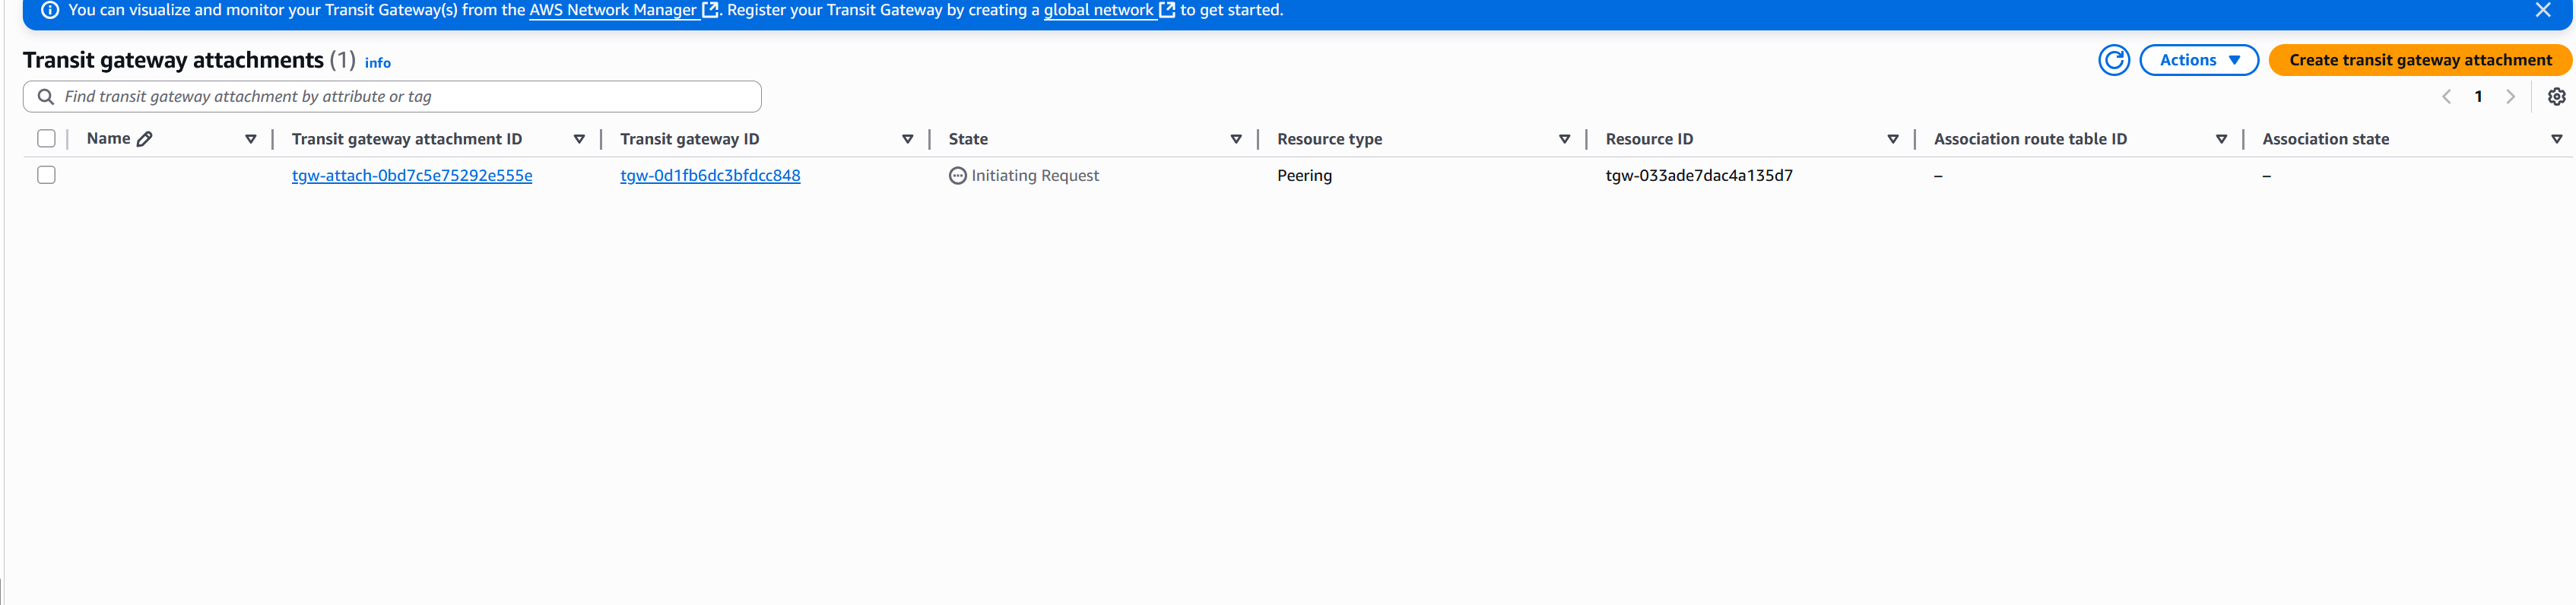 You can visualize and monitor your Transit Gateway(s) from the AWS Network Manager. Register your Transit Gateway by creating a global network to get started.
Transit gateway attachments (1) info
Actions
Create transit gateway attachment
Find transit gateway attachment by attribute or tag
1
Name Transit gateway attachment ID Transit gateway ID State Resource type Resource ID Association route table ID Association state
tgw-attach-0bd7c5e75292e555e tgw-0d1fb6dc3bfdcc848 Initiating Request Peering tgw-033ade7dac4a135d7 – –